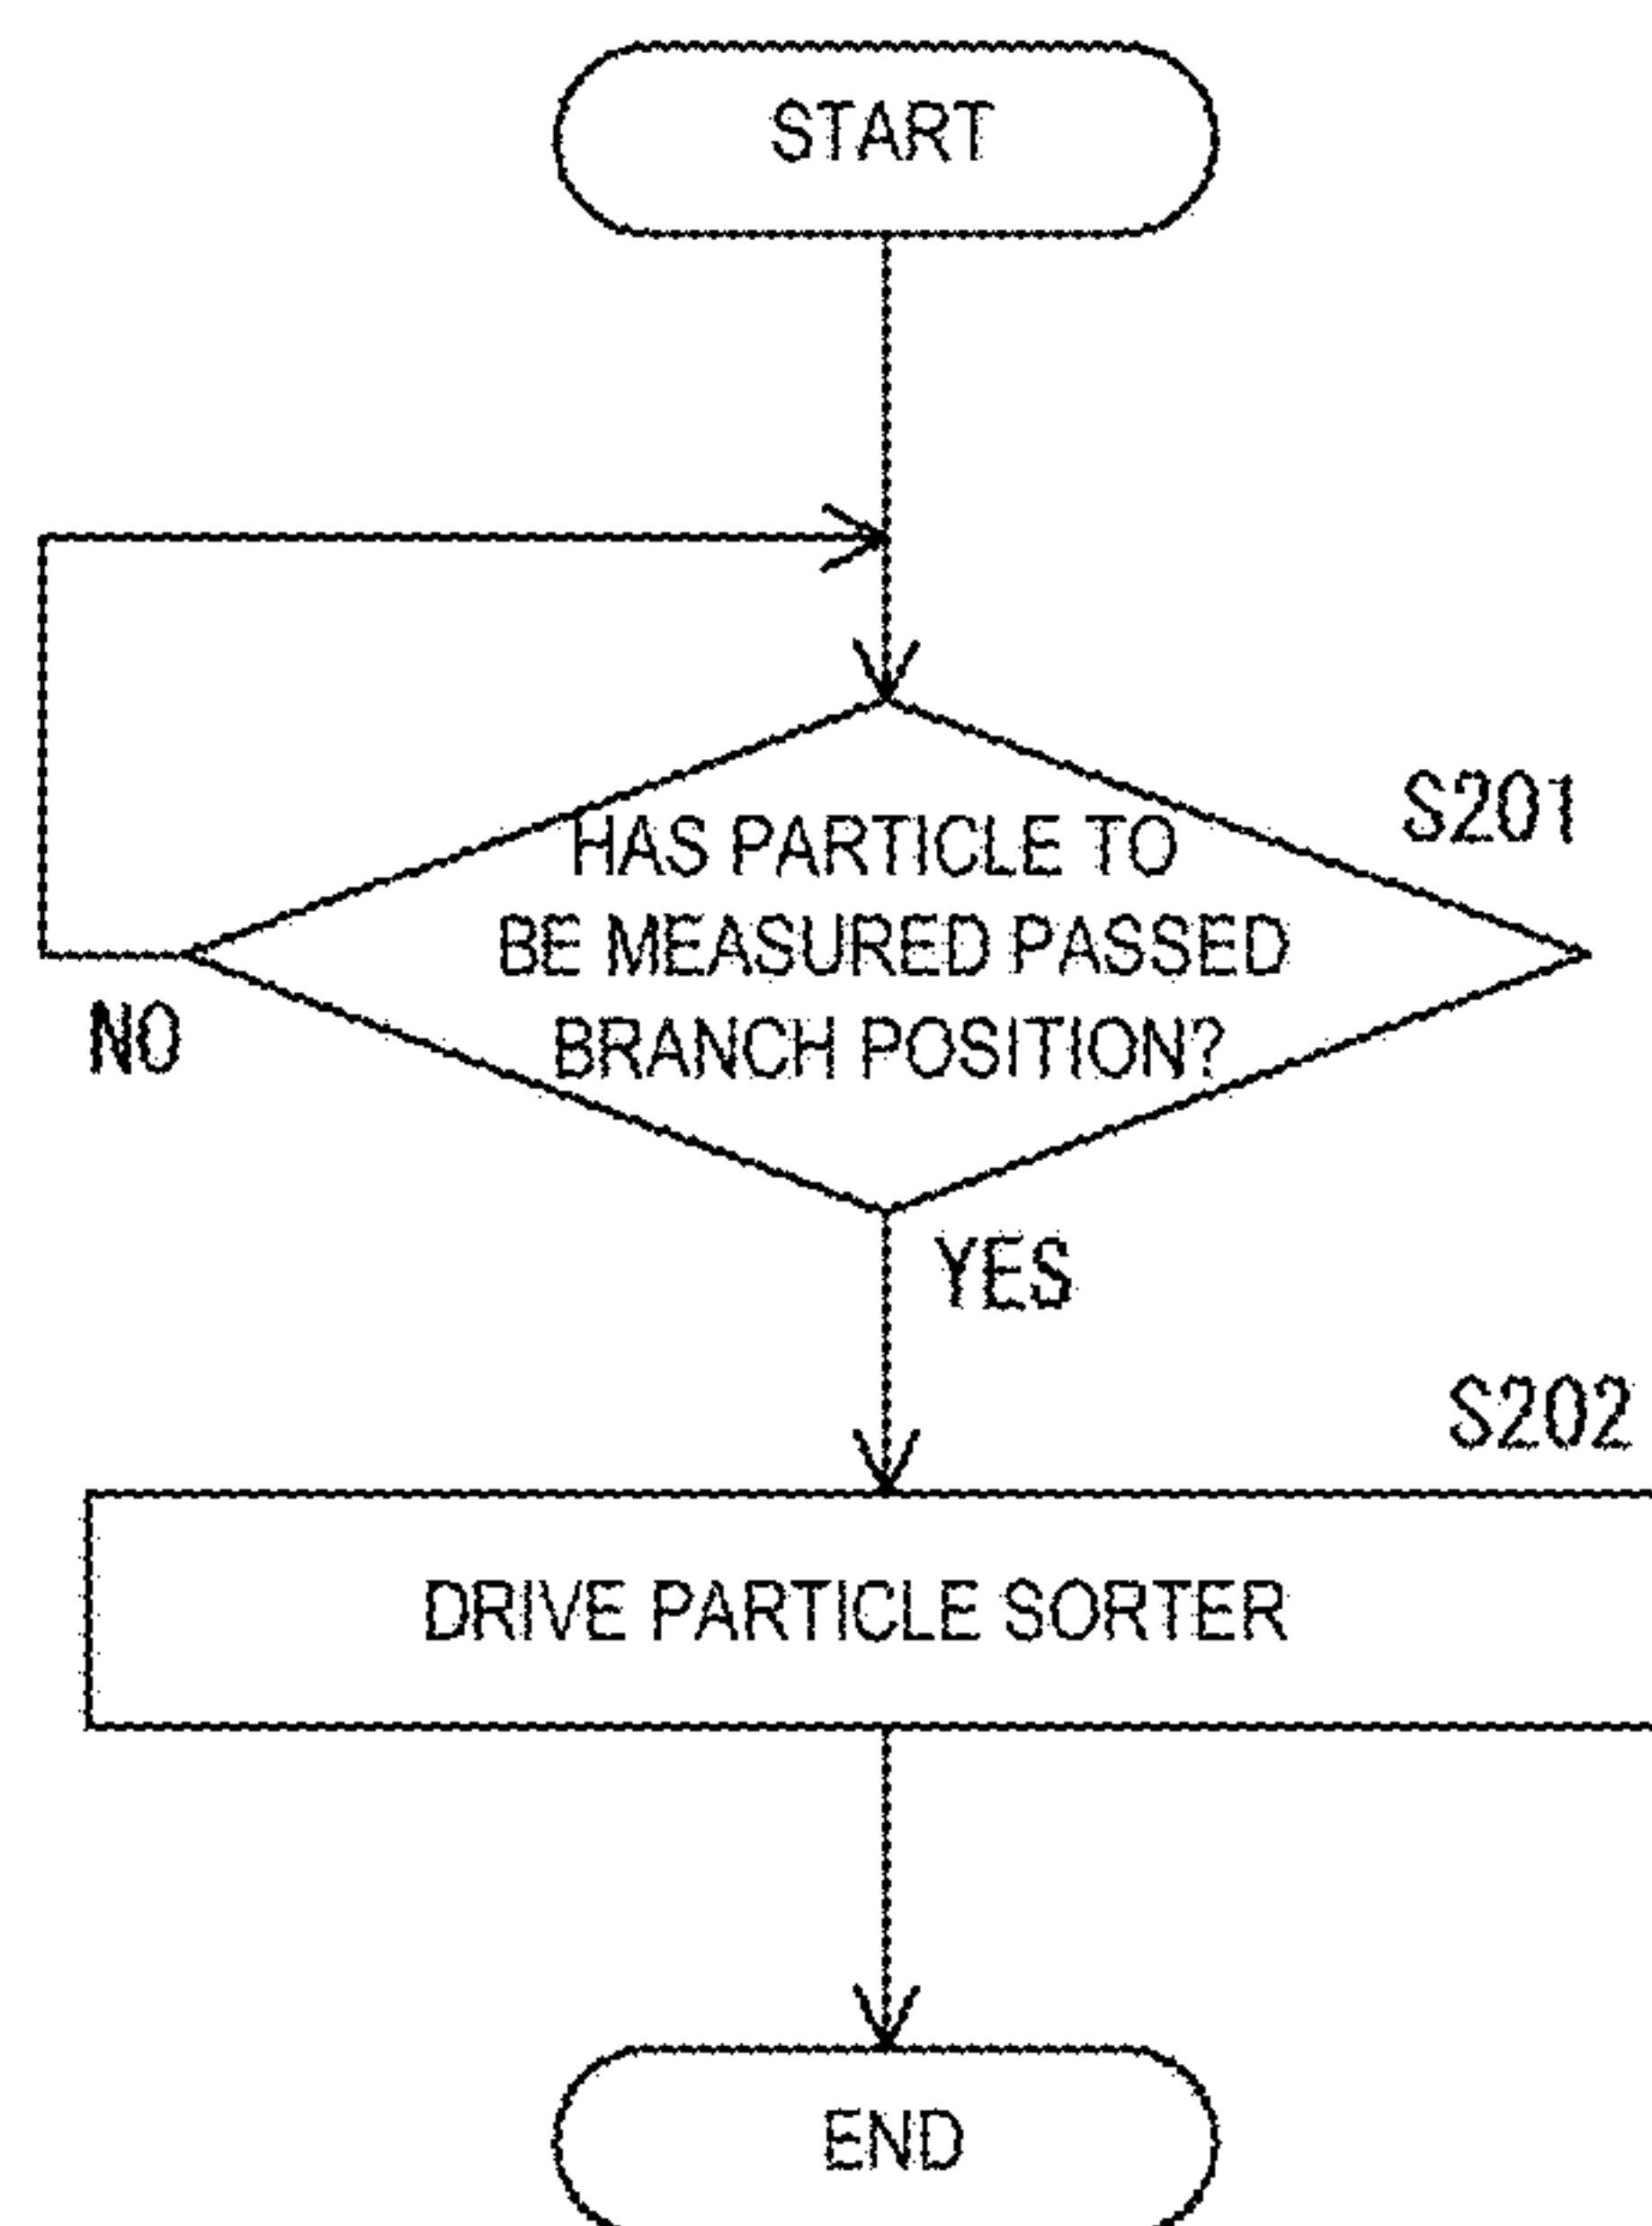 START
S201
HAS PARTICLE TO
BE MEASURED PASSED
BRANCH POSITION?
NO
YES
S202
DRIVE PARTICLE SORTER
END